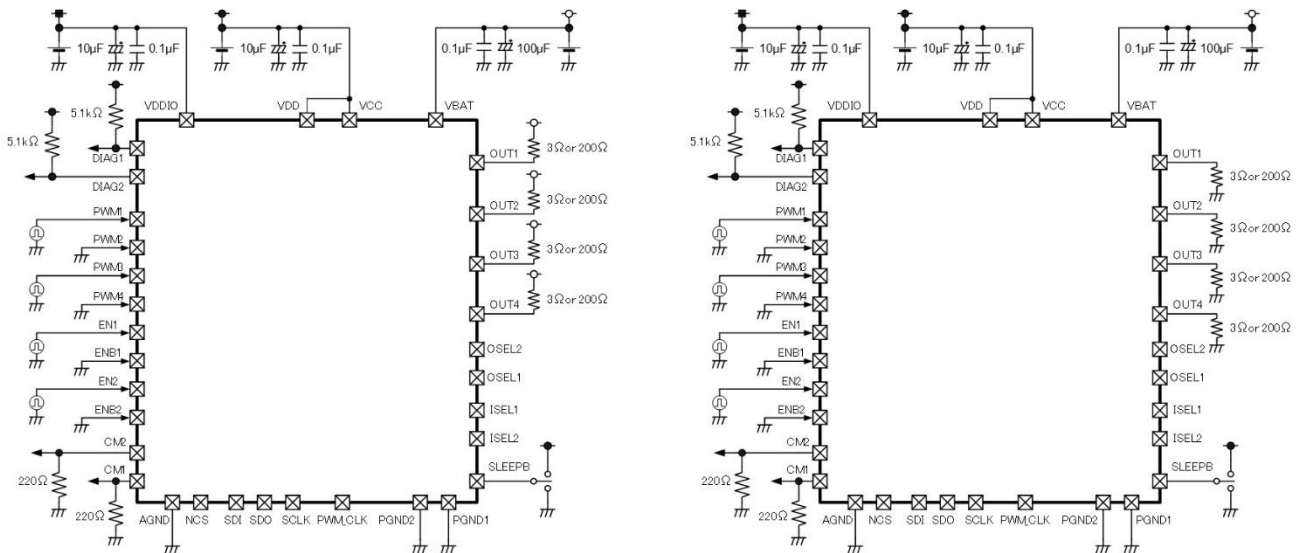 10μF 0.1μF
10μF 0.1μF
0.1μF 100μF
5.1kΩ
5.1kΩ
VDDIO
VDD
VCC
VBAT
DIAG1
DIAG2
PWM1
PWM2
PWM3
PWM4
EN1
ENB1
EN2
ENB2
CM2
CM1
220Ω
220Ω
OUT1
3Ωor 200Ω
OUT2
3Ωor 200Ω
OUT3
3Ωor 200Ω
OUT4
3Ωor 200Ω
OSEL2
OSEL1
ISEL1
ISEL2
SLEEPB
AGND
NCS
SDI
SDO
SCLK
PWM_CLK
PGND2
PGND1
10μF 0.1μF
10μF 0.1μF
0.1μF 100μF
5.1kΩ
5.1kΩ
VDDIO
VDD
VCC
VBAT
DIAG1
DIAG2
PWM1
PWM2
PWM3
PWM4
EN1
ENB1
EN2
ENB2
CM2
CM1
220Ω
220Ω
OUT1
3Ωor 200Ω
OUT2
3Ωor 200Ω
OUT3
3Ωor 200Ω
OUT4
3Ωor 200Ω
OSEL2
OSEL1
ISEL1
ISEL2
SLEEPB
AGND
NCS
SDI
SDO
SCLK
PWM_CLK
PGND2
PGND1